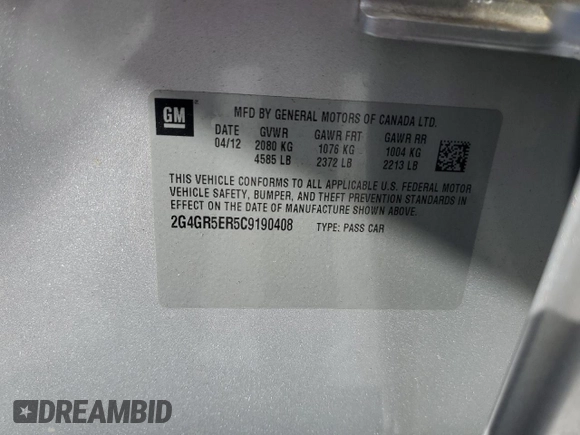 GM
MFD BY GENERAL MOTORS OF CANADA LTD.
DATE GVWR GAWR FRT GAWR RR
04/12 2080 KG 1076 KG 1004 KG
4585 LB 2372 LB 2213 LB
THIS VEHICLE CONFORMS TO ALL APPLICABLE U.S. FEDERAL MOTOR
VEHICLE SAFETY, BUMPER, AND THEFT PREVENTION STANDARDS IN
EFFECT ON THE DATE OF MANUFACTURE SHOWN ABOVE.
2G4GR5ER5C9190408 TYPE: PASS CAR
DREAMBID